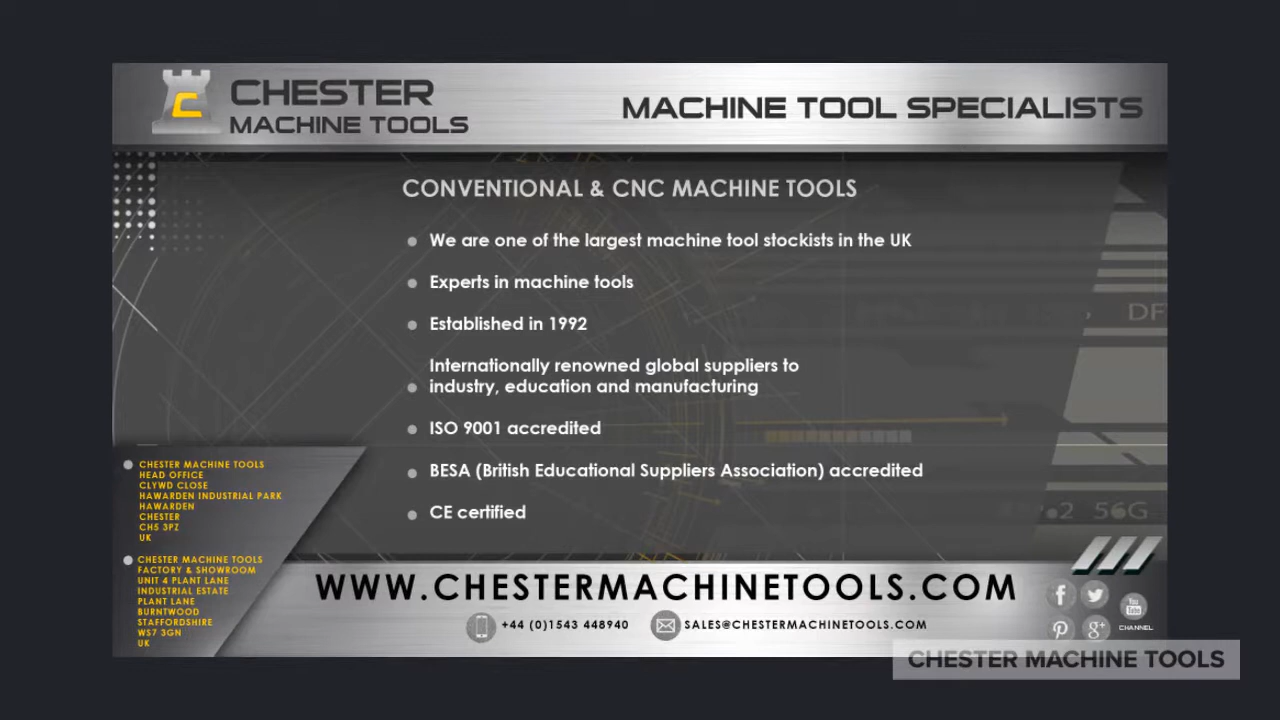 CHESTER
MACHINE TOOLS
MACHINE TOOL SPECIALISTS
CONVENTIONAL & CNC MACHINE TOOLS
We are one of the largest machine tool stockists in the UK
Experts in machine tools
Established in 1992
Internationally renowned global suppliers to
industry, education and manufacturing
ISO 9001 accredited
BESA (British Educational Suppliers Association) accredited
CE certified
DF
56G
CHESTER MACHINE TOOLS
HEAD OFFICE
CLYWD CLOSE
HAWARDEN INDUSTRIAL PARK
HAWARDEN
CHESTER
CH5 3PZ
UK
CHESTER MACHINE TOOLS
FACTORY & SHOWROOM
UNIT 4 PLANT LANE
INDUSTRIAL ESTATE
PLANT LANE
BURNTWOOD
STAFFORDSHIRE
WS7 3GN
UK
WWW.CHESTERMACHINETOOLS.COM
+44 (0)1543 448940
SALES@CHESTERMACHINETOOLS.COM
You
Tube
CHANNEL
g+
CHESTER MACHINE TOOLS